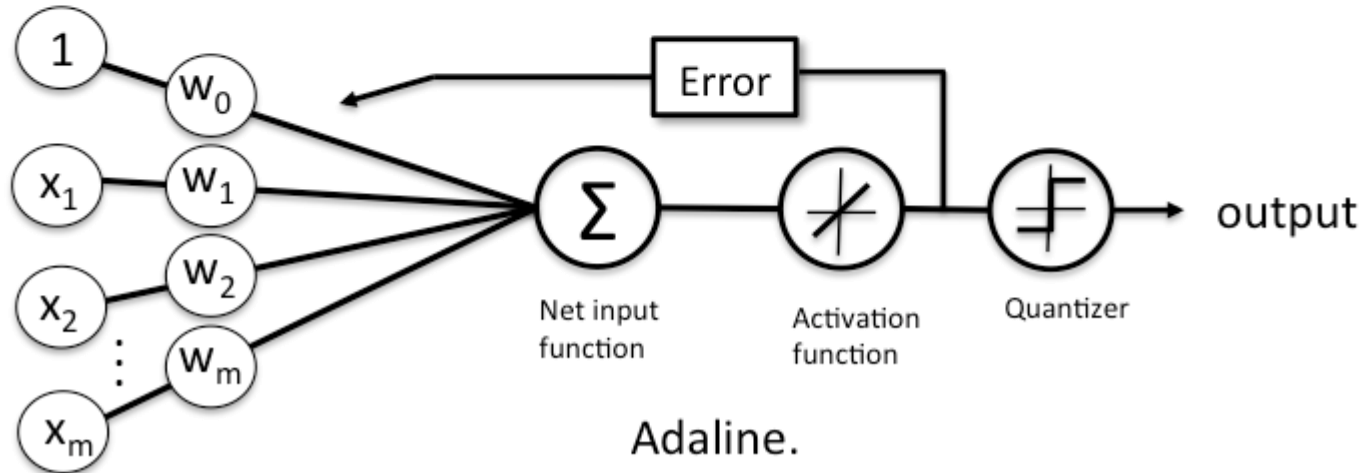 1
w₀
Error
x₁
w₁
Σ
output
x₂
w₂
Net input
function
Activation
function
Quantizer
⋮
wₘ
xₘ
Adaline.